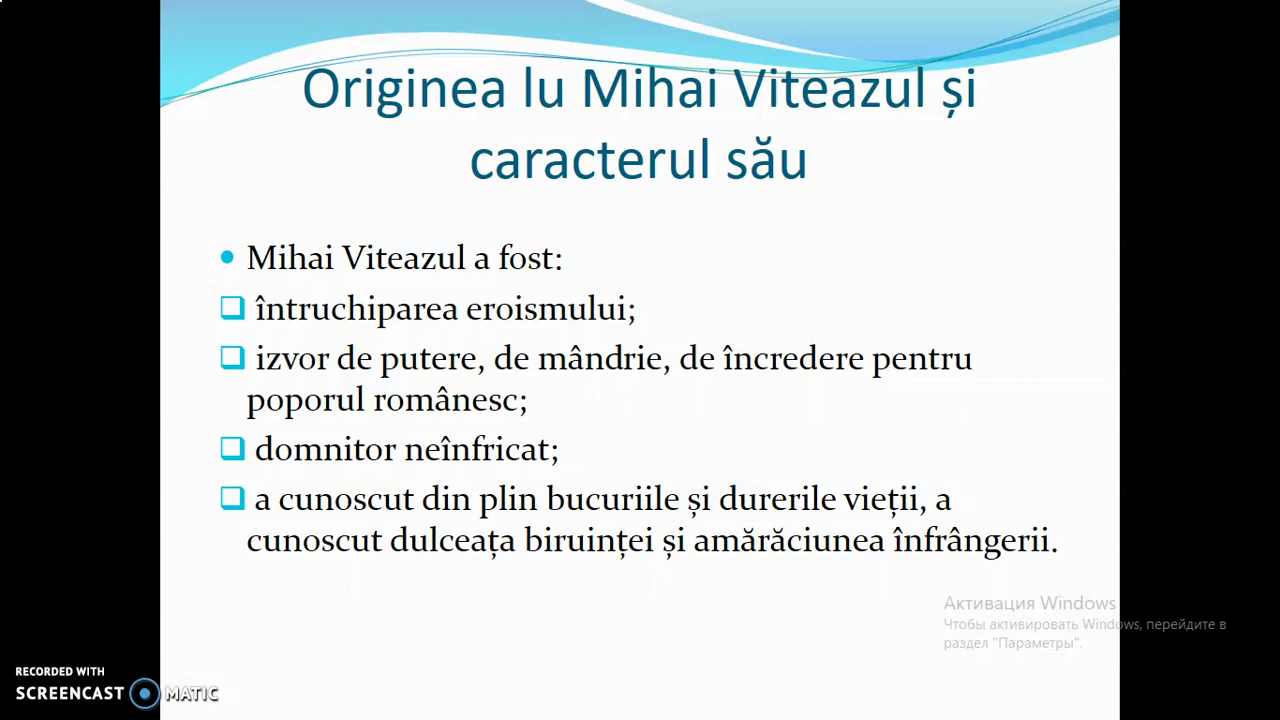 Originea lu Mihai Viteazul și
caracterul său
Mihai Viteazul a fost:
întruchiparea eroismului;
izvor de putere, de mândrie, de încredere pentru
poporul românesc;
domnitor neînfricat;
a cunoscut din plin bucuriile și durerile vieții, a
cunoscut dulceața biruinței și amărăciunea înfrângerii.
Активация Windows
Чтобы активировать Windows, перейдите в
раздел "Параметры".
RECORDED WITH
SCREENCAST MATIC